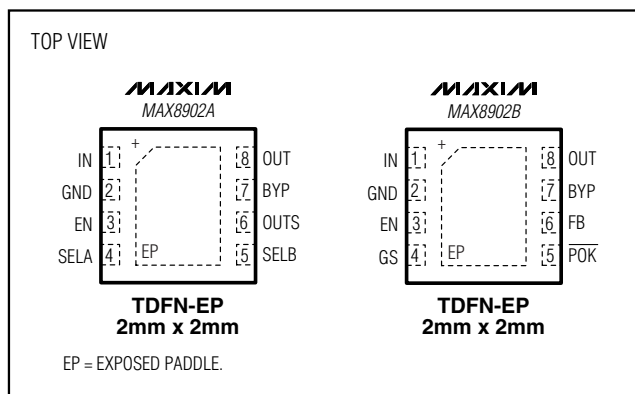 TOP VIEW
MAXIM
MAX8902A
+
IN 1
8 OUT
GND 2
7 BYP
EN 3
6 OUTS
SELA 4
EP
5 SELB
TDFN-EP
2mm x 2mm
MAXIM
MAX8902B
+
IN 1
8 OUT
GND 2
7 BYP
EN 3
6 FB
GS 4
EP
5 P̅O̅K̅
TDFN-EP
2mm x 2mm
EP = EXPOSED PADDLE.